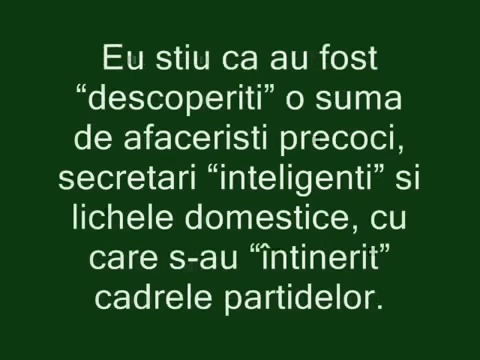 Eu stiu ca au fost
“descoperiti” o suma
de afaceristi precoci,
secretari “inteligenti” si
lichele domestice, cu
care s-au “întinerit”
cadrele partidelor.